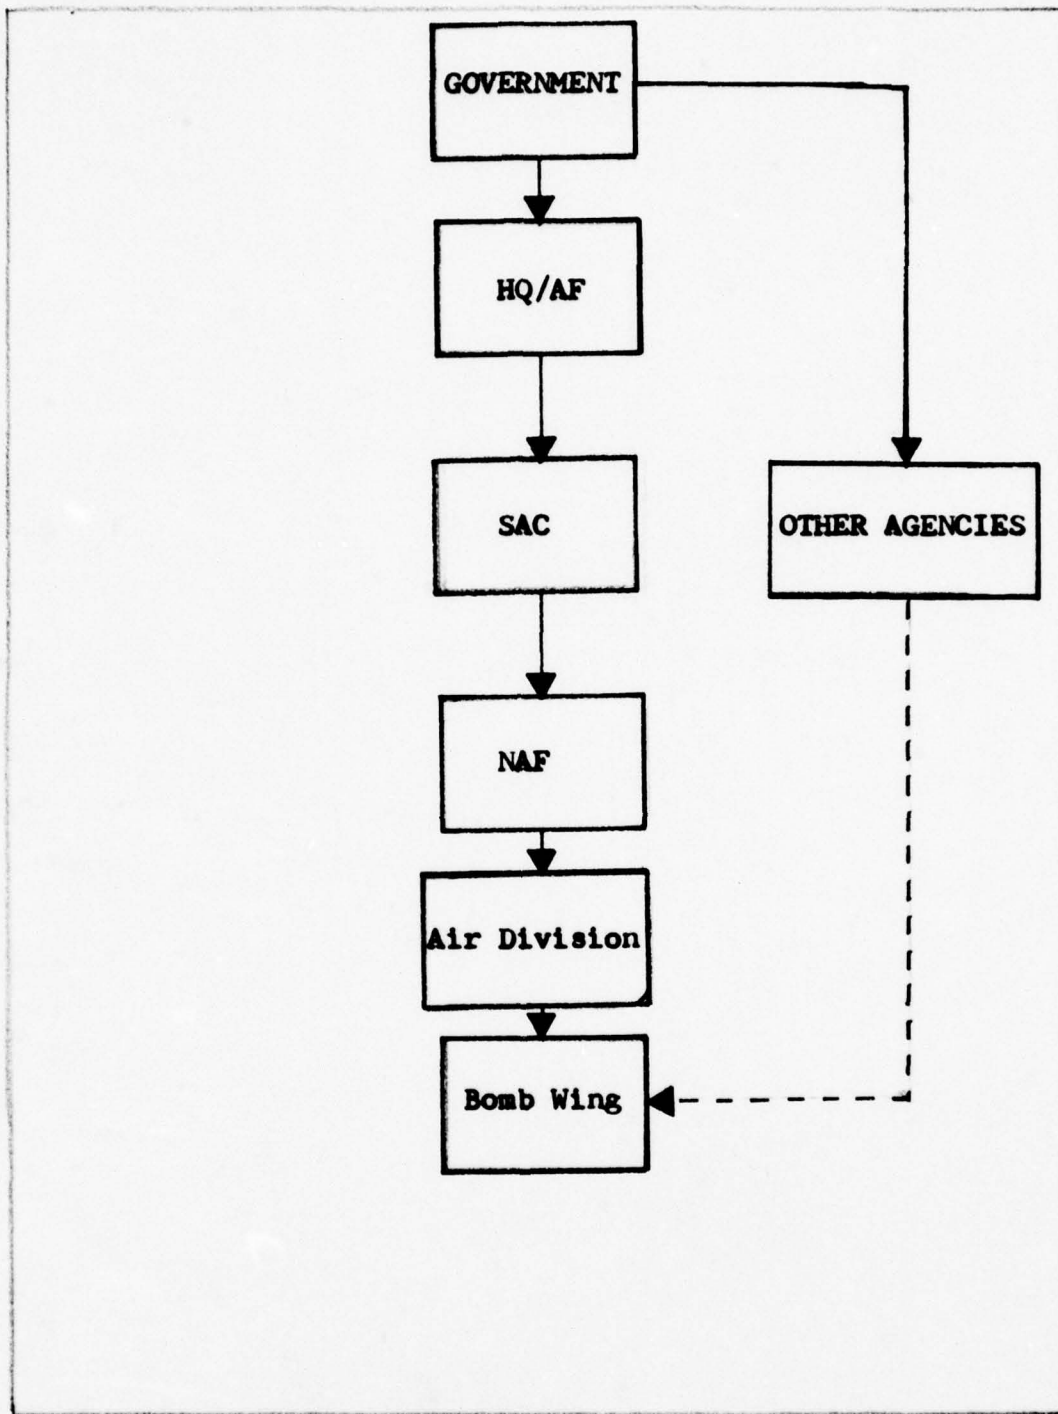 GOVERNMENT
HQ/AF
SAC
OTHER AGENCIES
NAF
Air Division
Bomb Wing